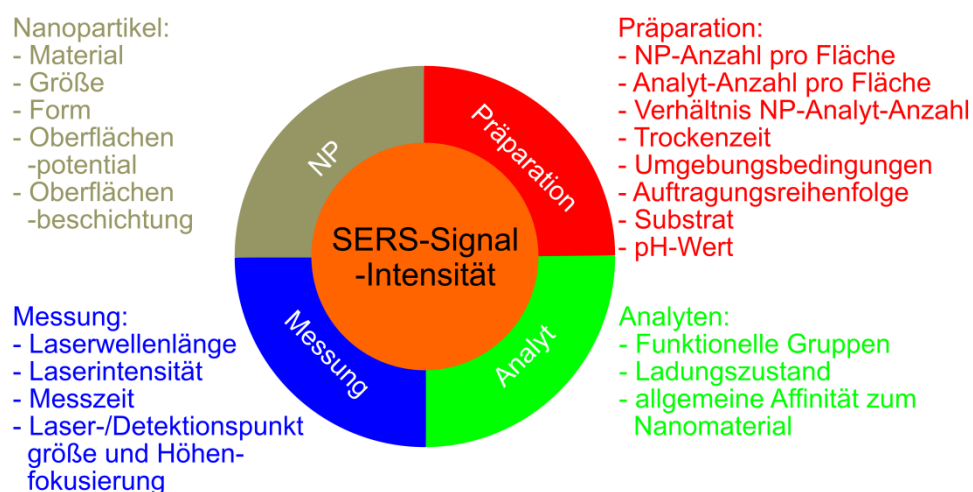 Nanopartikel:
- Material
- Größe
- Form
- Oberflächen
-potential
- Oberflächen
-beschichtung
Präparation:
- NP-Anzahl pro Fläche
- Analyt-Anzahl pro Fläche
- Verhältnis NP-Analyt-Anzahl
- Trockenzeit
- Umgebungsbedingungen
- Auftragungsreihenfolge
- Substrat
- pH-Wert
NP
Präparation
SERS-Signal
-Intensität
Messung
Analyt
Messung:
- Laserwellenlänge
- Laserintensität
- Messzeit
- Laser-/Detektionspunkt
größe und Höhen-
fokusierung
Analyten:
- Funktionelle Gruppen
- Ladungszustand
- allgemeine Affinität zum
Nanomaterial